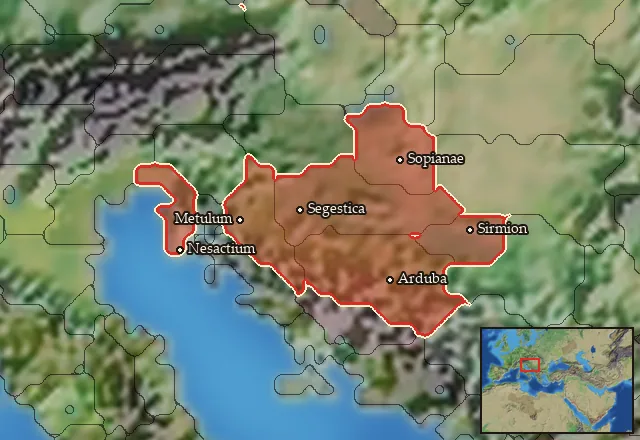 Sopianae
Segestica
Metulum
Sirmion
Nesactium
Arduba